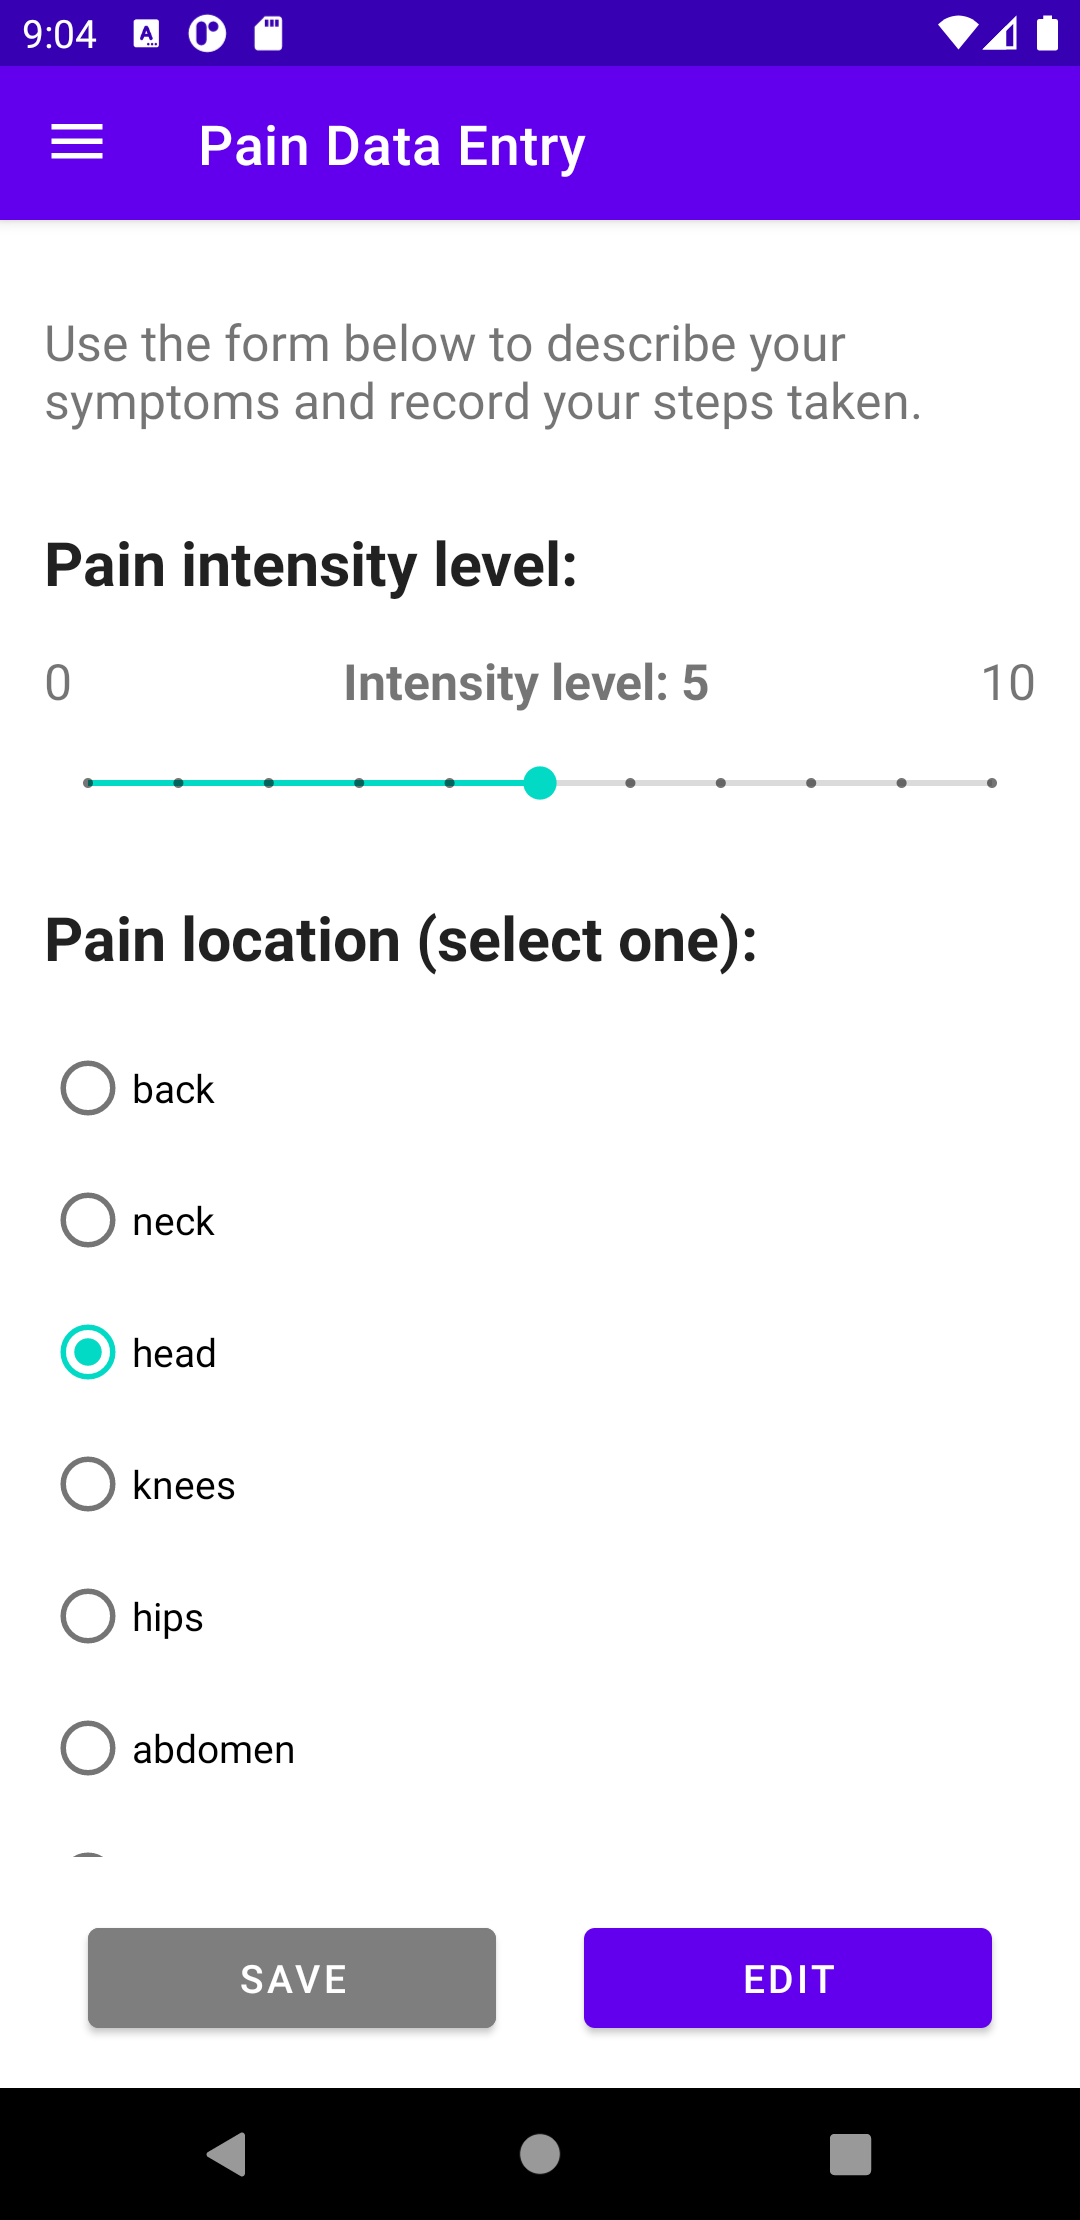 9:04
Pain Data Entry
Use the form below to describe your
symptoms and record your steps taken.
Pain intensity level:
0 Intensity level: 5 10
Pain location (select one):
back
neck
head
knees
hips
abdomen
SAVE EDIT